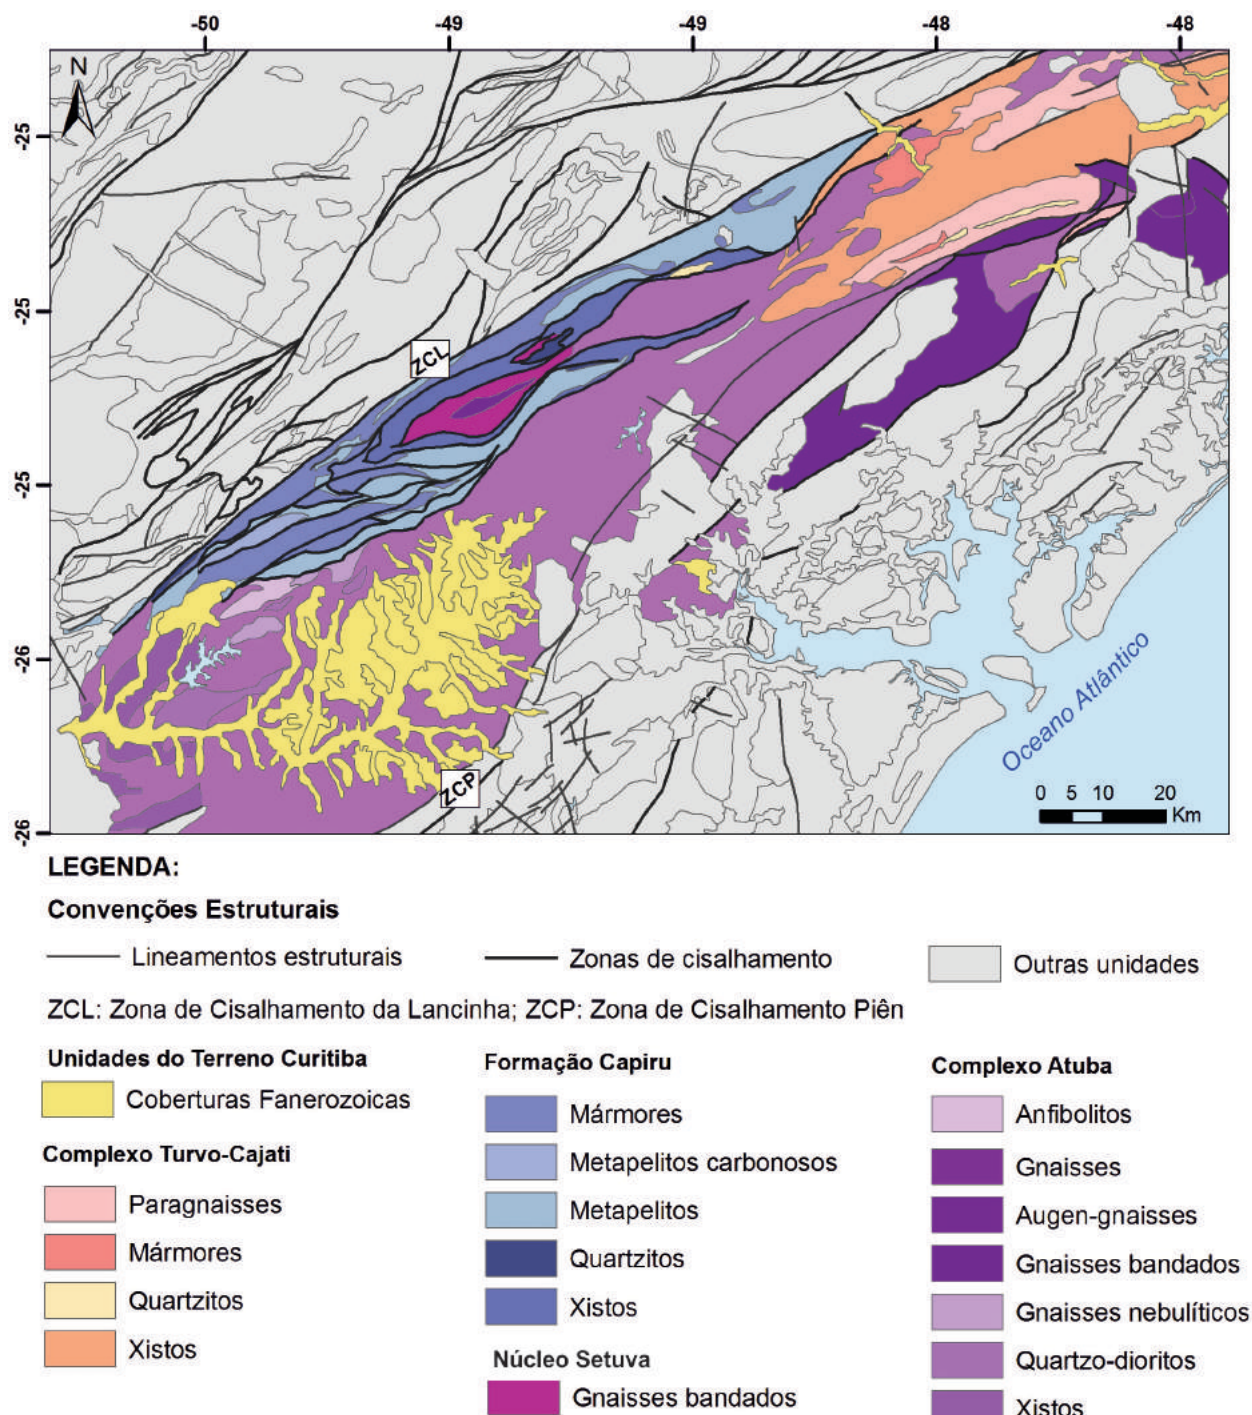 -50 -49 -49 -48 -48
N
-25
-25
-25
-26
-26
ZCL
ZCP
Oceano Atlântico
0 5 10 20
Km
LEGENDA:
Convenções Estruturais
Lineamentos estruturais
Zonas de cisalhamento
Outras unidades
ZCL: Zona de Cisalhamento da Lancinha; ZCP: Zona de Cisalhamento Piên
Unidades do Terreno Curitiba
Coberturas Fanerozoicas
Complexo Turvo-Cajati
Paragnaisses
Mármores
Quartzitos
Xistos
Formação Capiru
Mármores
Metapelitos carbonosos
Metapelitos
Quartzitos
Xistos
Núcleo Setuva
Gnaisses bandados
Complexo Atuba
Anfibolitos
Gnaisses
Augen-gnaisses
Gnaisses bandados
Gnaisses nebulíticos
Quartzo-dioritos
Xistos